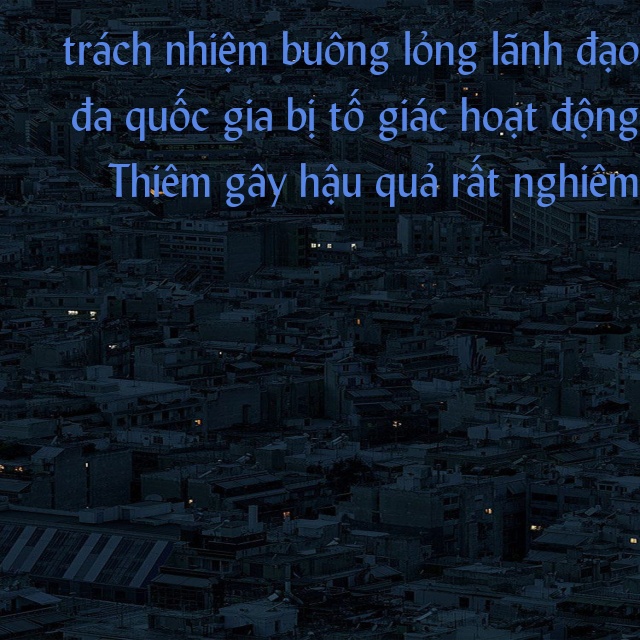 trách nhiệm buông lỏng lãnh đạo
đa quốc gia bị tố giác hoạt động
Thiêm gây hậu quả rất nghiêm